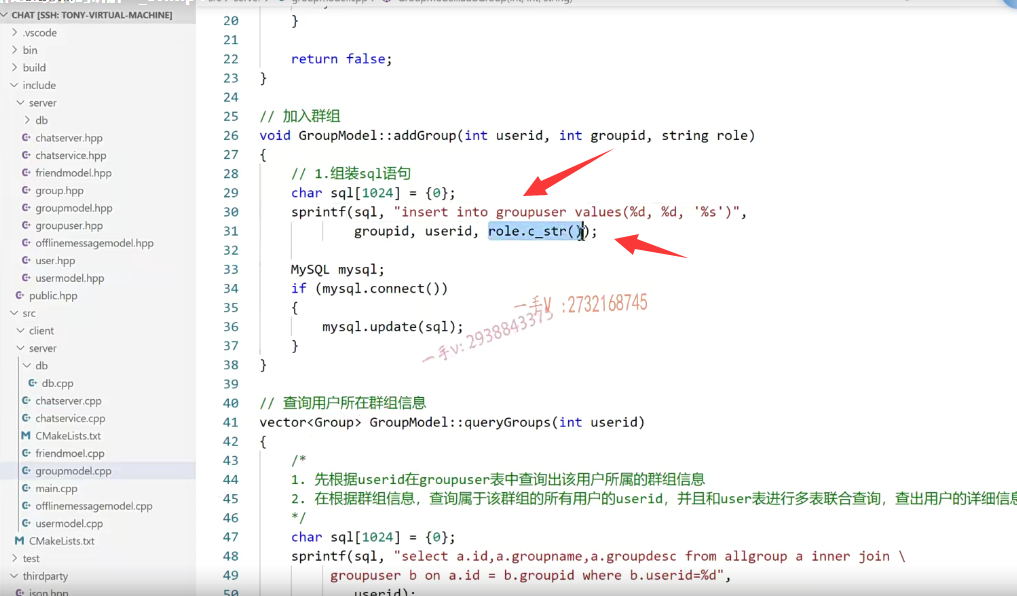 CHAT [SSH: TONY-VIRTUAL-MACHINE]
.vscode
bin
build
include
server
db
chatserver.hpp
chatservice.hpp
friendmodel.hpp
group.hpp
groupmodel.hpp
groupuser.hpp
offlinemessagemodel.hpp
user.hpp
usermodel.hpp
public.hpp
src
client
server
db
db.cpp
chatserver.cpp
chatservice.cpp
CMakeLists.txt
friendmoel.cpp
groupmodel.cpp
main.cpp
offlinemessagemodel.cpp
usermodel.cpp
CMakeLists.txt
test
thirdparty
json.hpp
20 }
21
22 return false;
23 }
24
25 // 加入群组
26 void GroupModel::addGroup(int userid, int groupid, string role)
27 {
28 // 1.组装sql语句
29 char sql[1024] = {0};
30 sprintf(sql, "insert into groupuser values(%d, %d, '%s')",
31 groupid, userid, role.c_str());
32
33 MySQL mysql;
34 if (mysql.connect())
35 {
36 mysql.update(sql);
37 }
38 }
39
40 // 查询用户所在群组信息
41 vector<Group> GroupModel::queryGroups(int userid)
42 {
43 /*
44 1. 先根据userid在groupuser表中查询出该用户所属的群组信息
45 2. 在根据群组信息，查询属于该群组的所有用户的userid，并且和user表进行多表联合查询，查出用户的详细信息
46 */
47 char sql[1024] = {0};
48 sprintf(sql, "select a.id,a.groupname,a.groupdesc from allgroup a inner join \
49 groupuser b on a.id = b.groupid where b.userid=%d",
50 userid);
一手V :2732168745
一手v: 2938843375